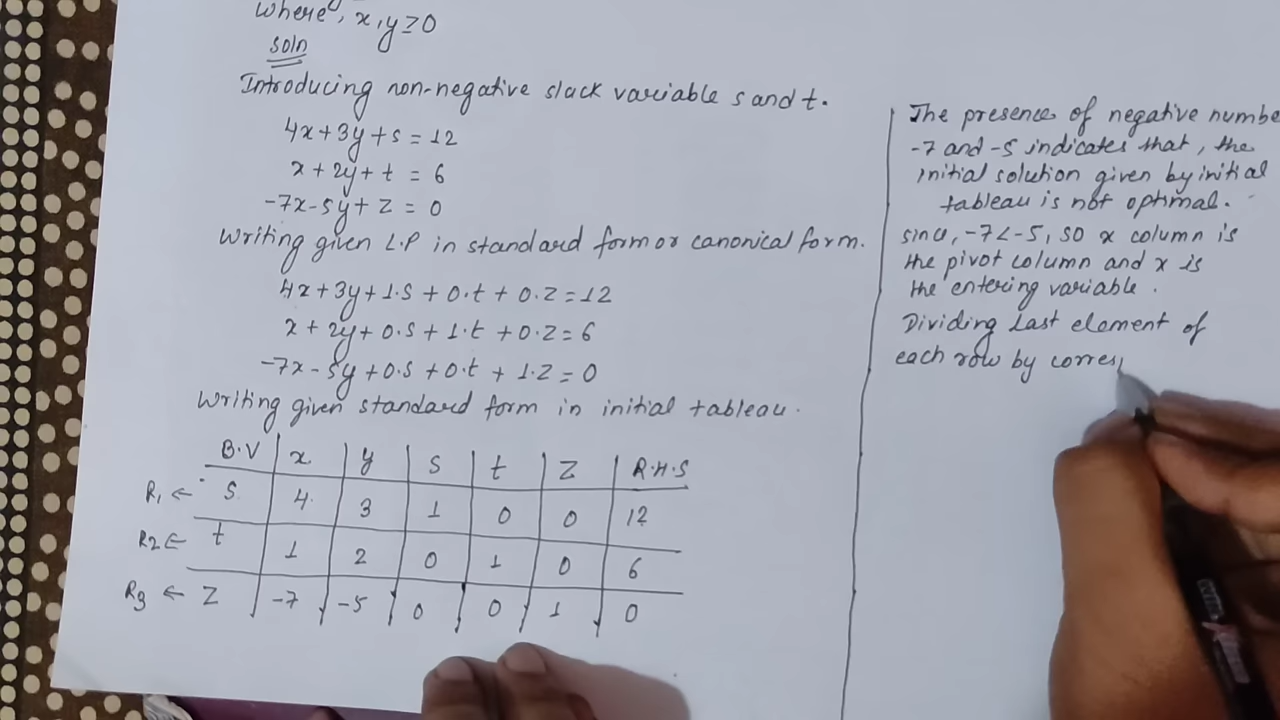 where, x,y≥0
soln
Introducing non-negative slack variable s and t.
4x+3y+s=12
x+2y+t=6
-7x-5y+z=0
Writing given L.P in standard form or canonical form.
4x+3y+1.s+0.t+0.z=12
x+2y+0.s+1.t+0.z=6
-7x-5y+0.s+0.t+1.z=0
Writing given standard form in initial tableau.
B.V x y s t z R.H.S
R1 ← s 4 3 1 0 0 12
R2 ← t 1 2 0 1 0 6
R3 ← z -7 -5 0 0 1 0
The presence of negative numbe
-7 and -5 indicates that, the
initial solution given by initial
tableau is not optimal.
since, -7<-5, so x column is
the pivot column and x is
the entering variable.
Dividing last element of
each row by corres